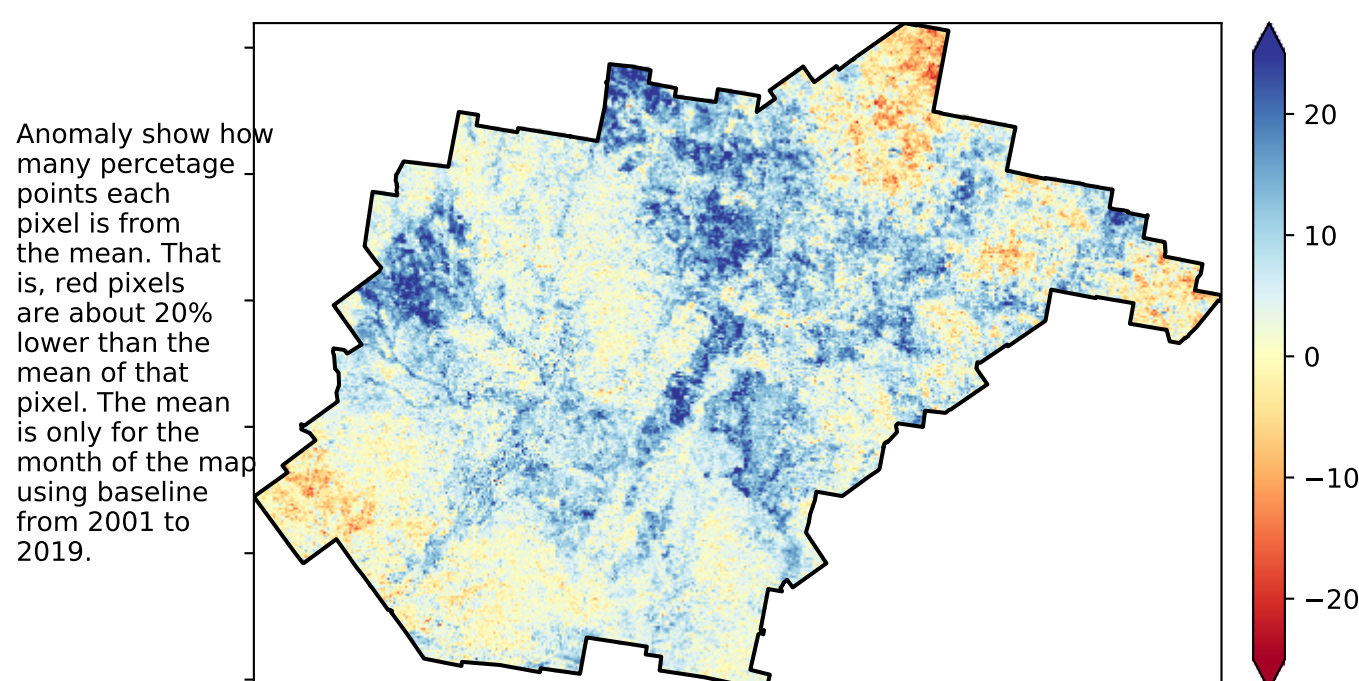 Anomaly show how
many percetage
points each
pixel is from
the mean. That
is, red pixels
are about 20%
lower than the
mean of that
pixel. The mean
is only for the
month of the map
using baseline
from 2001 to
2019.
20
10
0
−10
−20